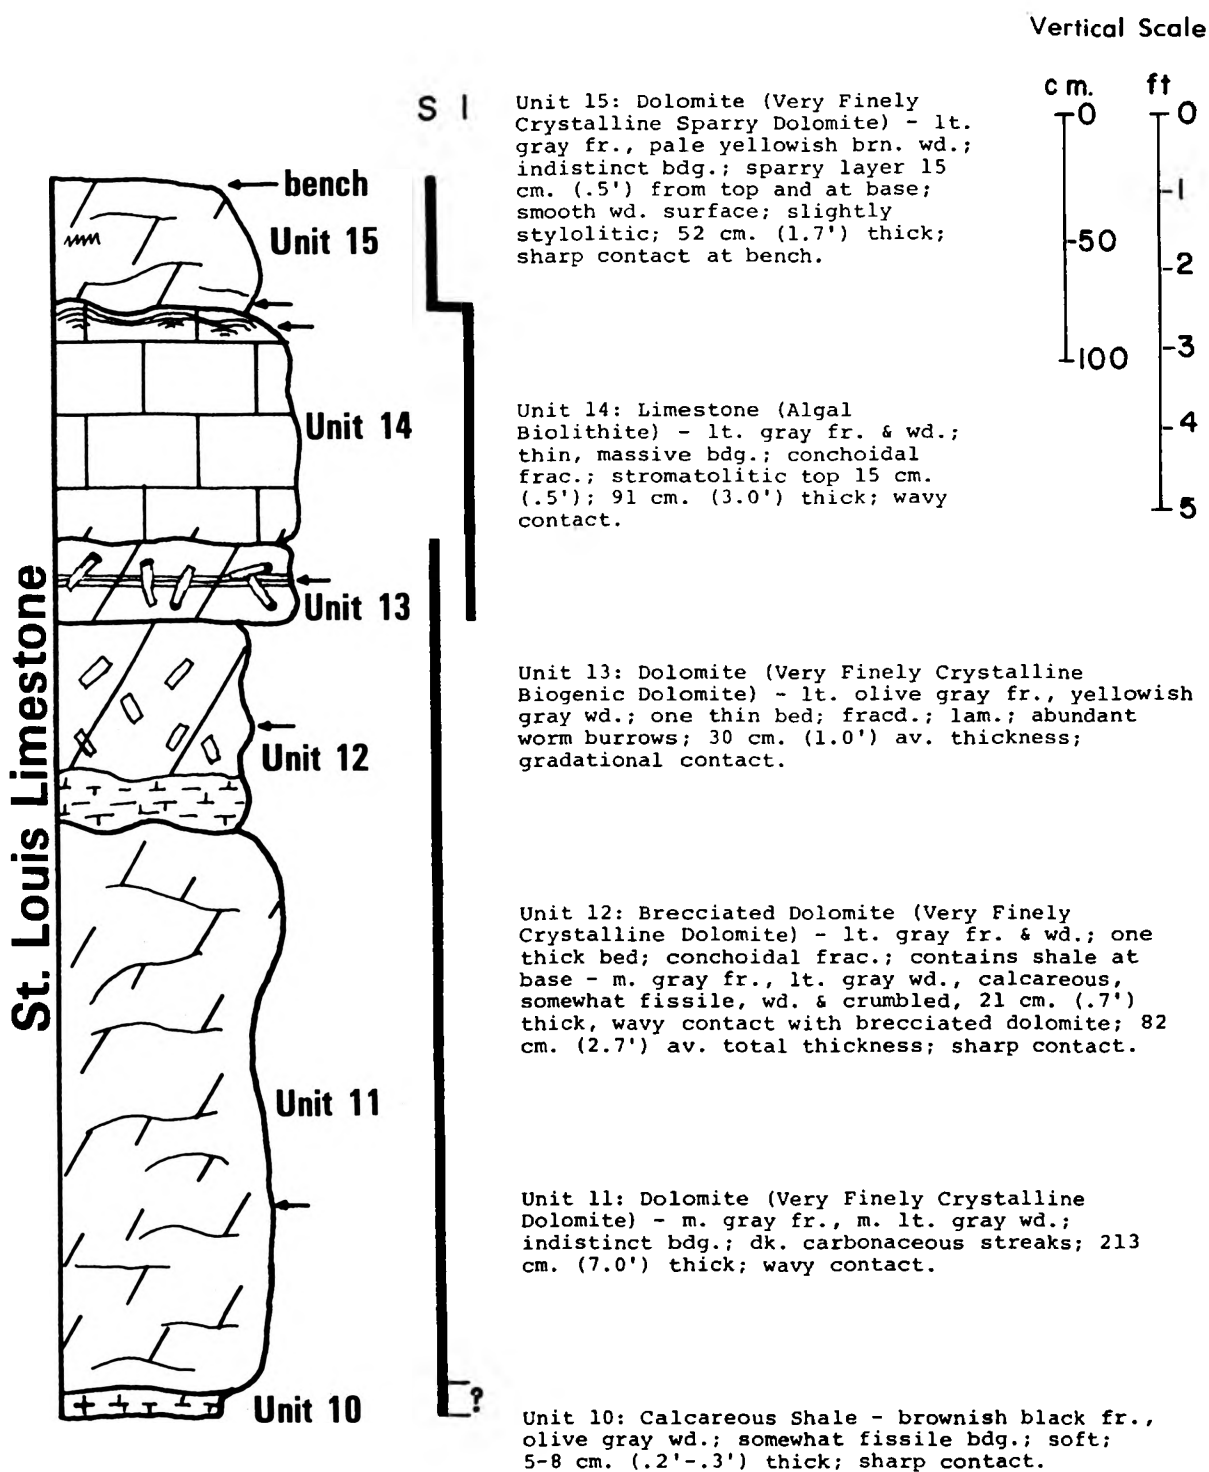 Vertical Scale
cm. ft
0 0
-1
-50
-2
-3
100
-4
5
S I
bench
Unit 15
Unit 14
Unit 13
Unit 12
Unit 11
Unit 10
?
St. Louis Limestone
Unit 15: Dolomite (Very Finely
Crystalline Sparry Dolomite) - lt.
gray fr., pale yellowish brn. wd.;
indistinct bdg.; sparry layer 15
cm. (.5') from top and at base;
smooth wd. surface; slightly
stylolitic; 52 cm. (1.7') thick;
sharp contact at bench.
Unit 14: Limestone (Algal
Biolithite) - lt. gray fr. & wd.;
thin, massive bdg.; conchoidal
frac.; stromatolitic top 15 cm.
(.5'); 91 cm. (3.0') thick; wavy
contact.
Unit 13: Dolomite (Very Finely Crystalline
Biogenic Dolomite) - lt. olive gray fr., yellowish
gray wd.; one thin bed; fracd.; lam.; abundant
worm burrows; 30 cm. (1.0') av. thickness;
gradational contact.
Unit 12: Brecciated Dolomite (Very Finely
Crystalline Dolomite) - lt. gray fr. & wd.; one
thick bed; conchoidal frac.; contains shale at
base - m. gray fr., lt. gray wd., calcareous,
somewhat fissile, wd. & crumbled, 21 cm. (.7')
thick, wavy contact with brecciated dolomite; 82
cm. (2.7') av. total thickness; sharp contact.
Unit 11: Dolomite (Very Finely Crystalline
Dolomite) - m. gray fr., m. lt. gray wd.;
indistinct bdg.; dk. carbonaceous streaks; 213
cm. (7.0') thick; wavy contact.
Unit 10: Calcareous Shale - brownish black fr.,
olive gray wd.; somewhat fissile bdg.; soft;
5-8 cm. (.2'-.3') thick; sharp contact.